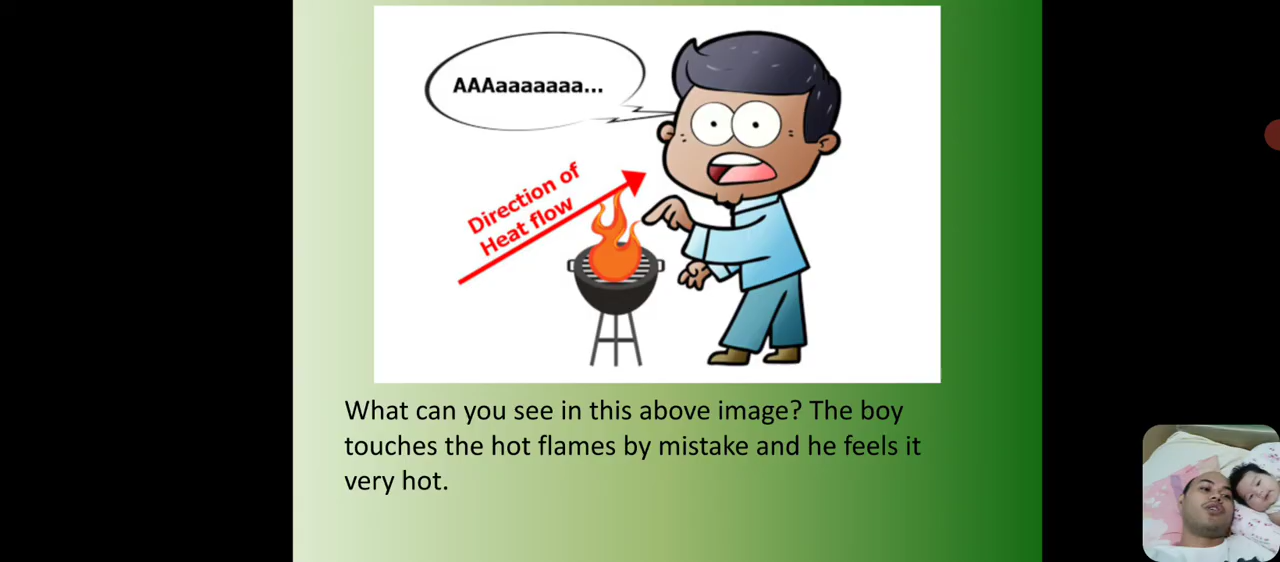 AAAaaaaaaa...
Direction of
Heat flow
What can you see in this above image? The boy
touches the hot flames by mistake and he feels it
very hot.